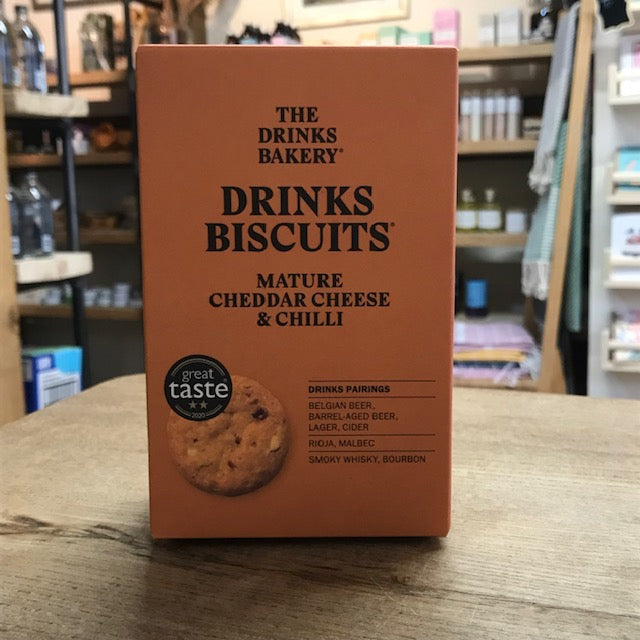 THE
DRINKS
BAKERY®
DRINKS
BISCUITS®
MATURE
CHEDDAR CHEESE
& CHILLI
great
taste
★★
2020
DRINKS PAIRINGS
BELGIAN BEER,
BARREL-AGED BEER,
LAGER, CIDER
RIOJA, MALBEC
SMOKY WHISKY, BOURBON